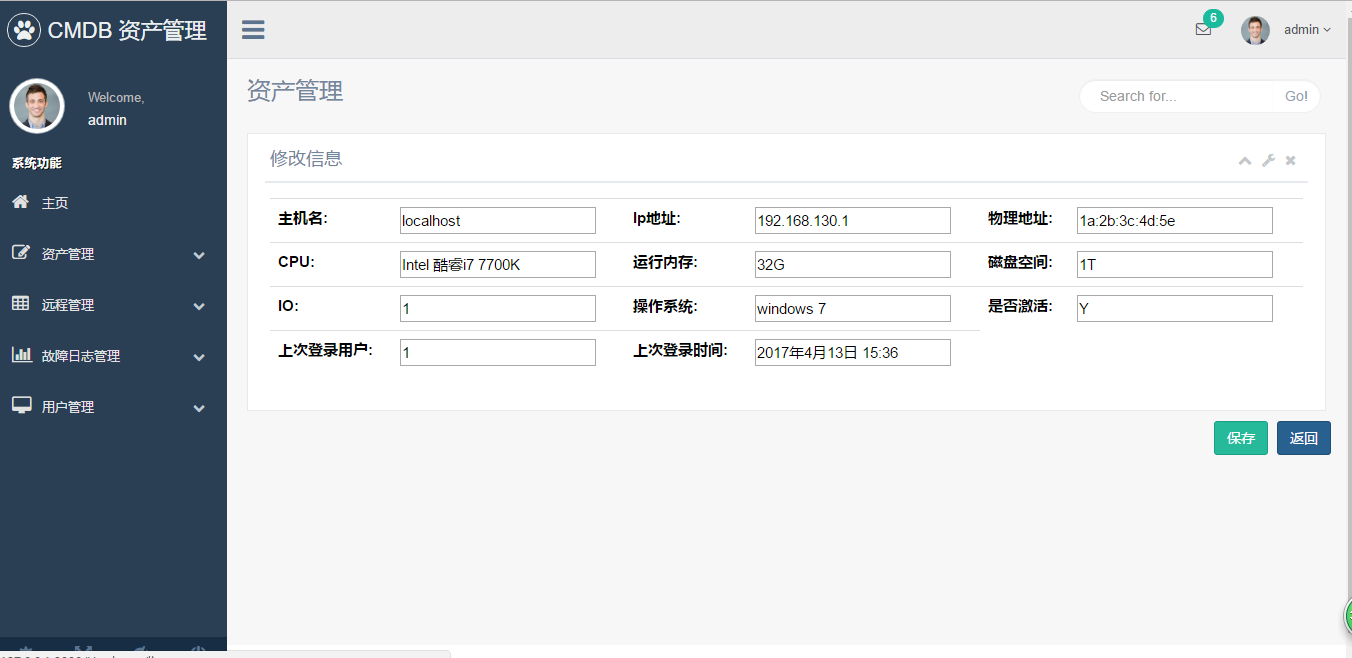 CMDB 资产管理
6
admin
Welcome,
admin
系统功能
主页
资产管理
远程管理
故障日志管理
用户管理
资产管理
Search for...
Go!
修改信息
主机名: localhost Ip地址: 192.168.130.1 物理地址: 1a:2b:3c:4d:5e
CPU: Intel 酷睿i7 7700K 运行内存: 32G 磁盘空间: 1T
IO: 1 操作系统: windows 7 是否激活: Y
上次登录用户: 1 上次登录时间: 2017年4月13日 15:36
保存 返回